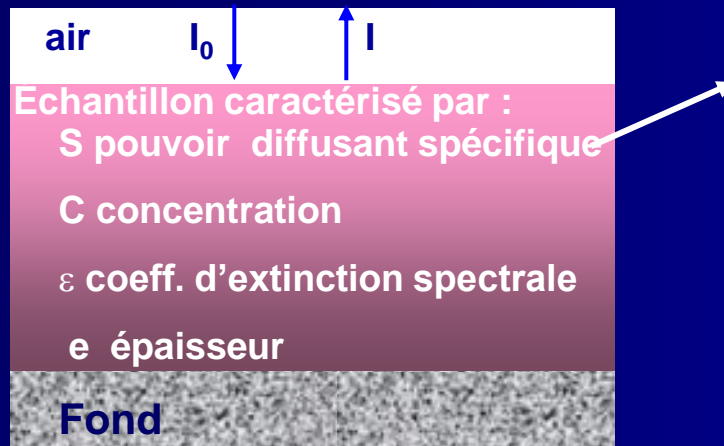 air I₀ I
Echantillon caractérisé par :
S pouvoir diffusant spécifique
C concentration
ε coeff. d'extinction spectrale
e épaisseur
Fond